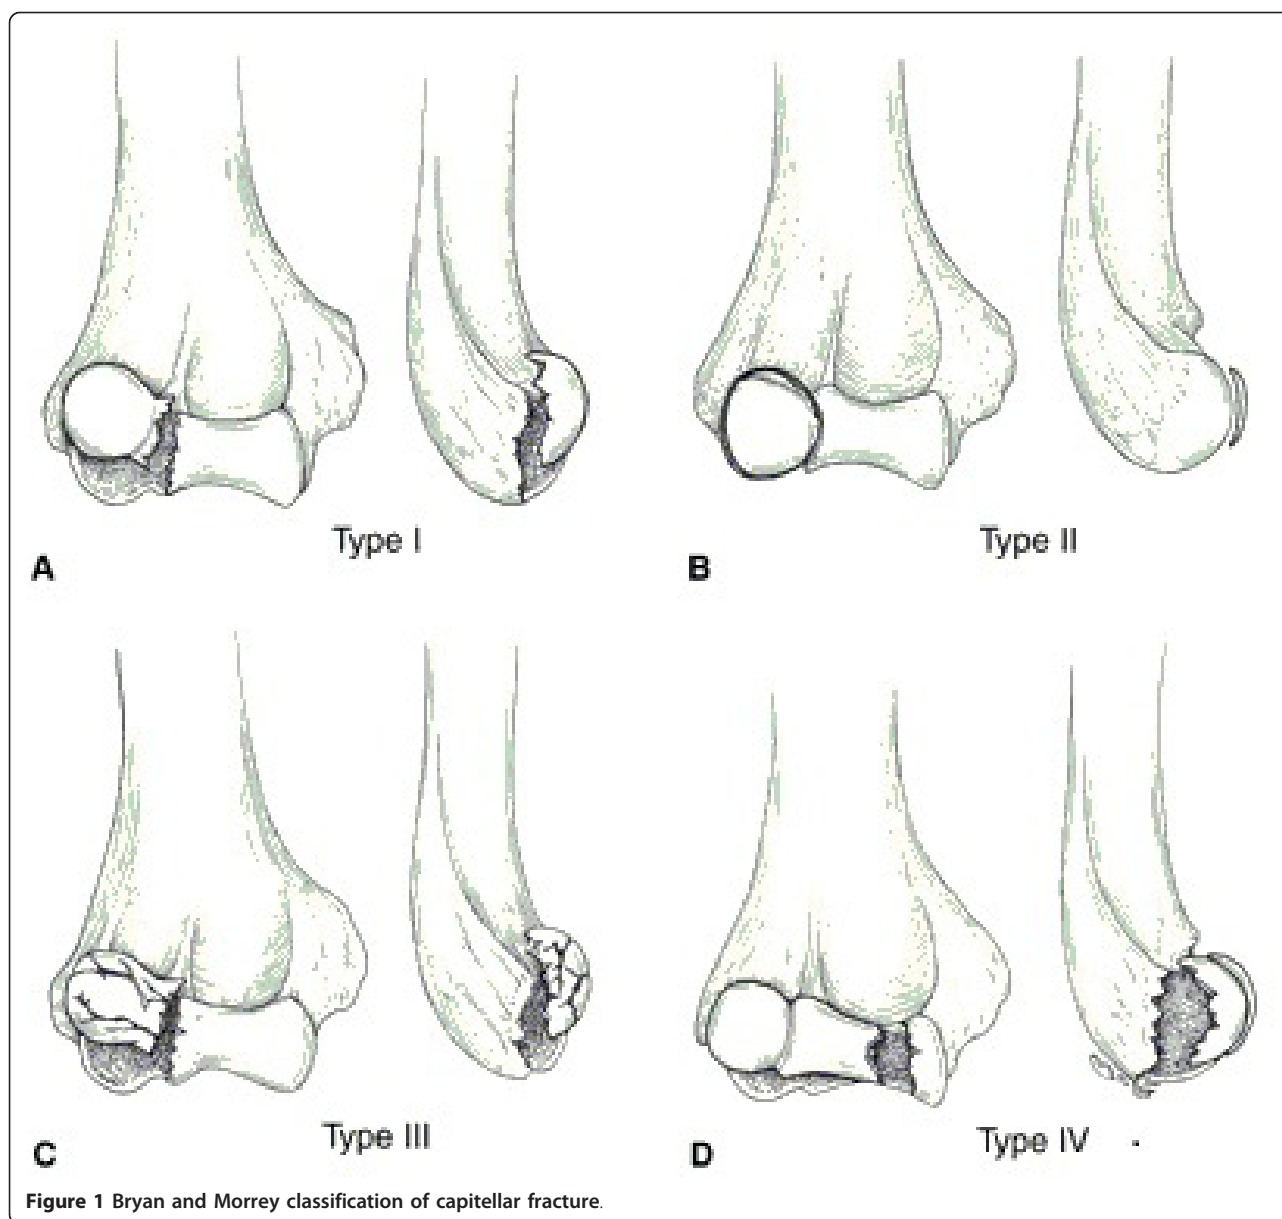 Type I
A
Type II
B
Type III
C
Type IV
D
Figure 1 Bryan and Morrey classification of capitellar fracture.